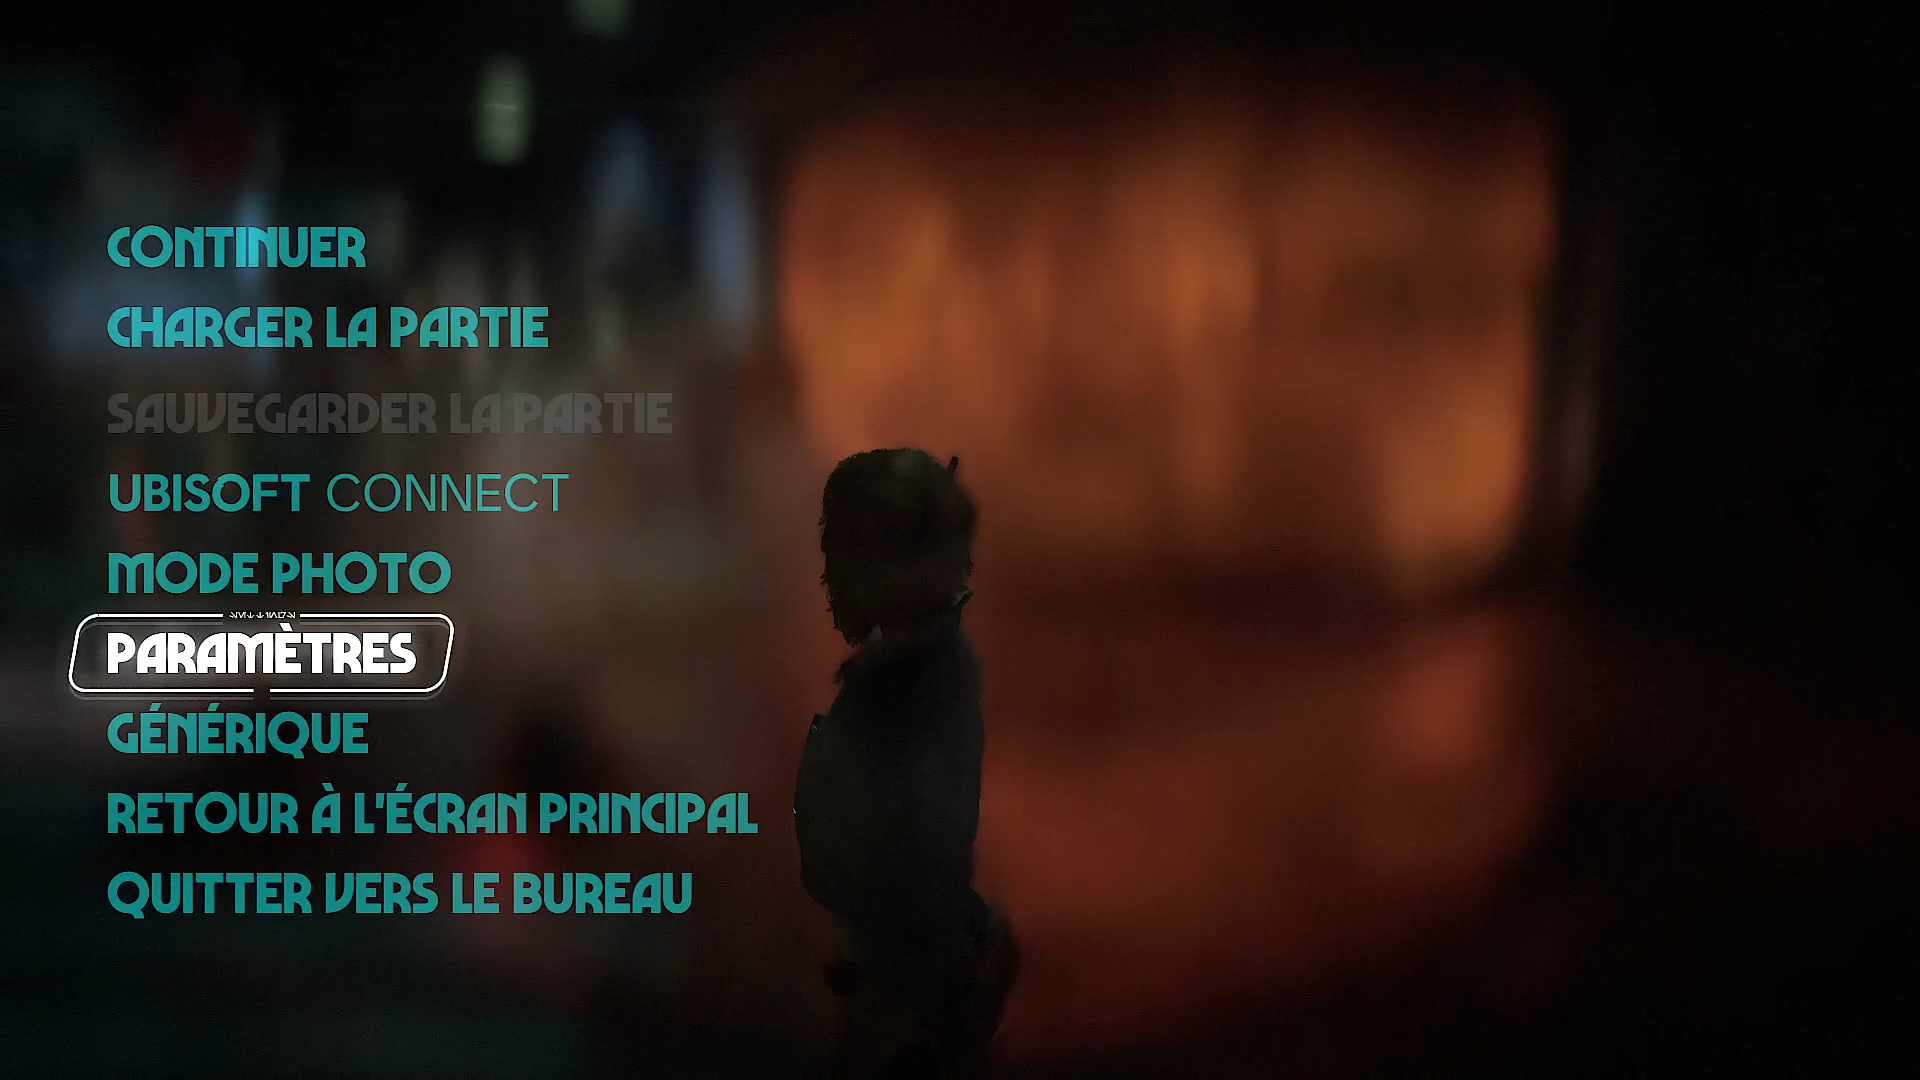 CONTINUER
CHARGER LA PARTIE
SAUVEGARDER LA PARTIE
UBISOFT CONNECT
MODE PHOTO
PARAMÈTRES
GÉNÉRIQUE
RETOUR À L'ÉCRAN PRINCIPAL
QUITTER VERS LE BUREAU